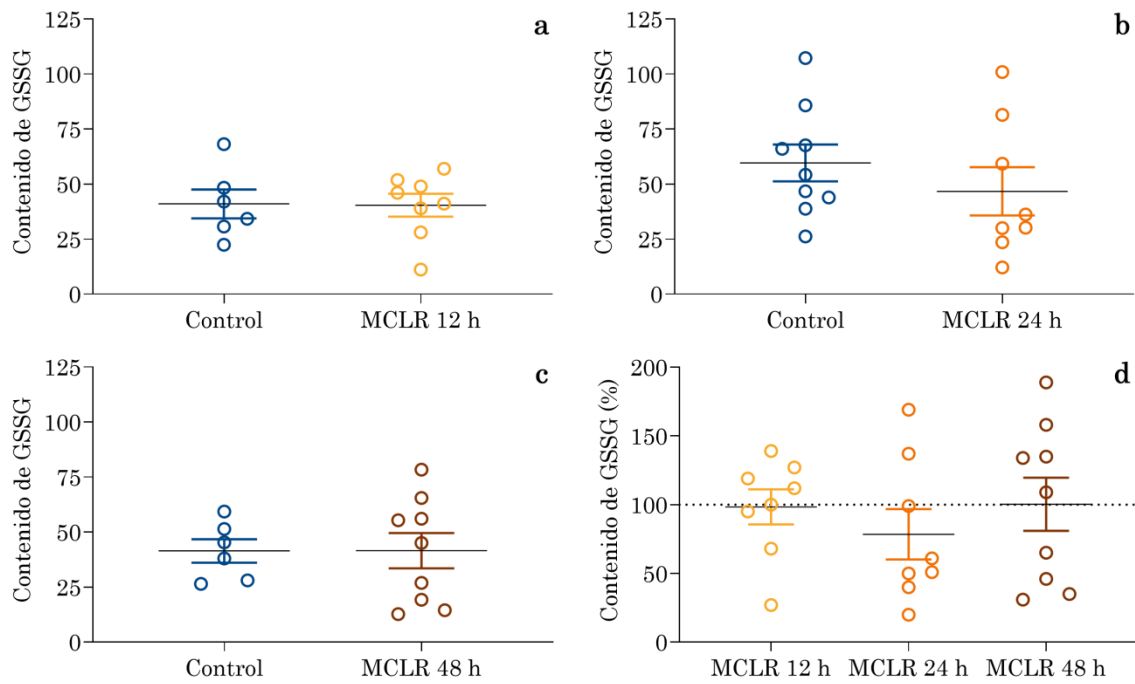 a
Contenido de GSSG
125
100
75
50
25
0
Control
MCLR 12 h
b
Contenido de GSSG
125
100
75
50
25
0
Control
MCLR 24 h
c
Contenido de GSSG
125
100
75
50
25
0
Control
MCLR 48 h
d
Contenido de GSSG (%)
200
150
100
50
0
MCLR 12 h
MCLR 24 h
MCLR 48 h